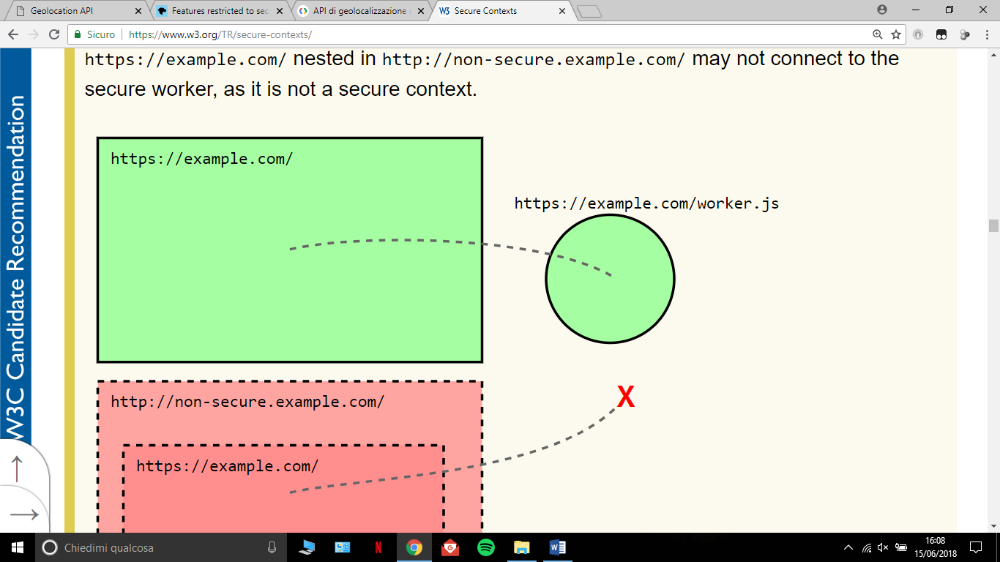 Geolocation API
Features restricted to sec
API di geolocalizzazione
W3 Secure Contexts
Sicuro
https://www.w3.org/TR/secure-contexts/
https://example.com/ nested in http://non-secure.example.com/ may not connect to the
secure worker, as it is not a secure context.
W3C Candidate Recommendation
https://example.com/
https://example.com/worker.js
http://non-secure.example.com/
X
https://example.com/
Chiedimi qualcosa
16:08
15/06/2018